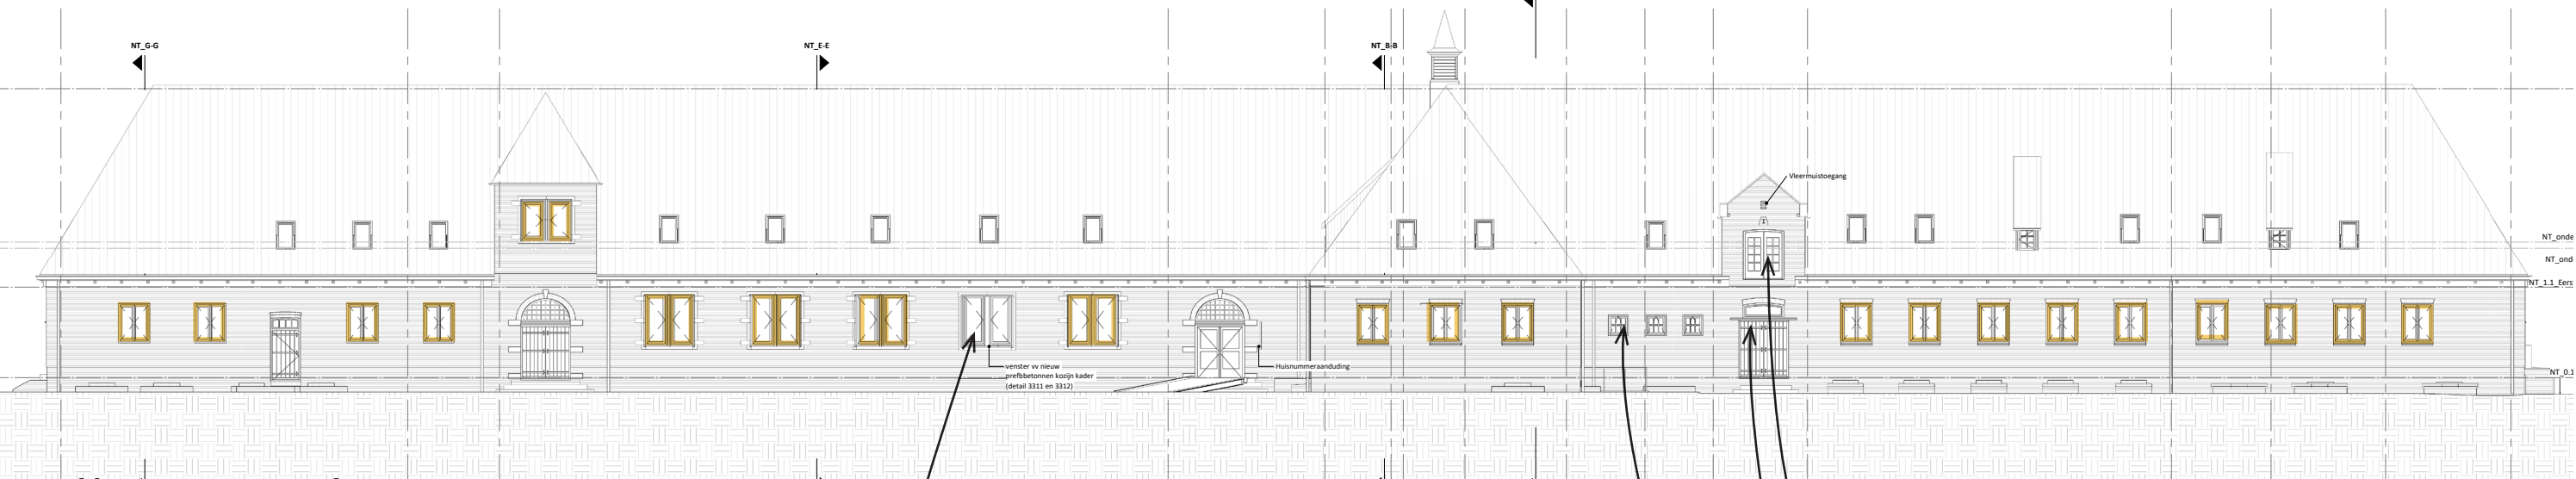 NT_G-G
NT_E-E
NT_B-B
Vleermuistoegang
NT_onde
NT_ond
NT_1.1_Eers
venster vv nieuw
prefbbetonnen kozijn kader
(detail 3311 en 3312)
Huisnummeraanduding
NT_0.1